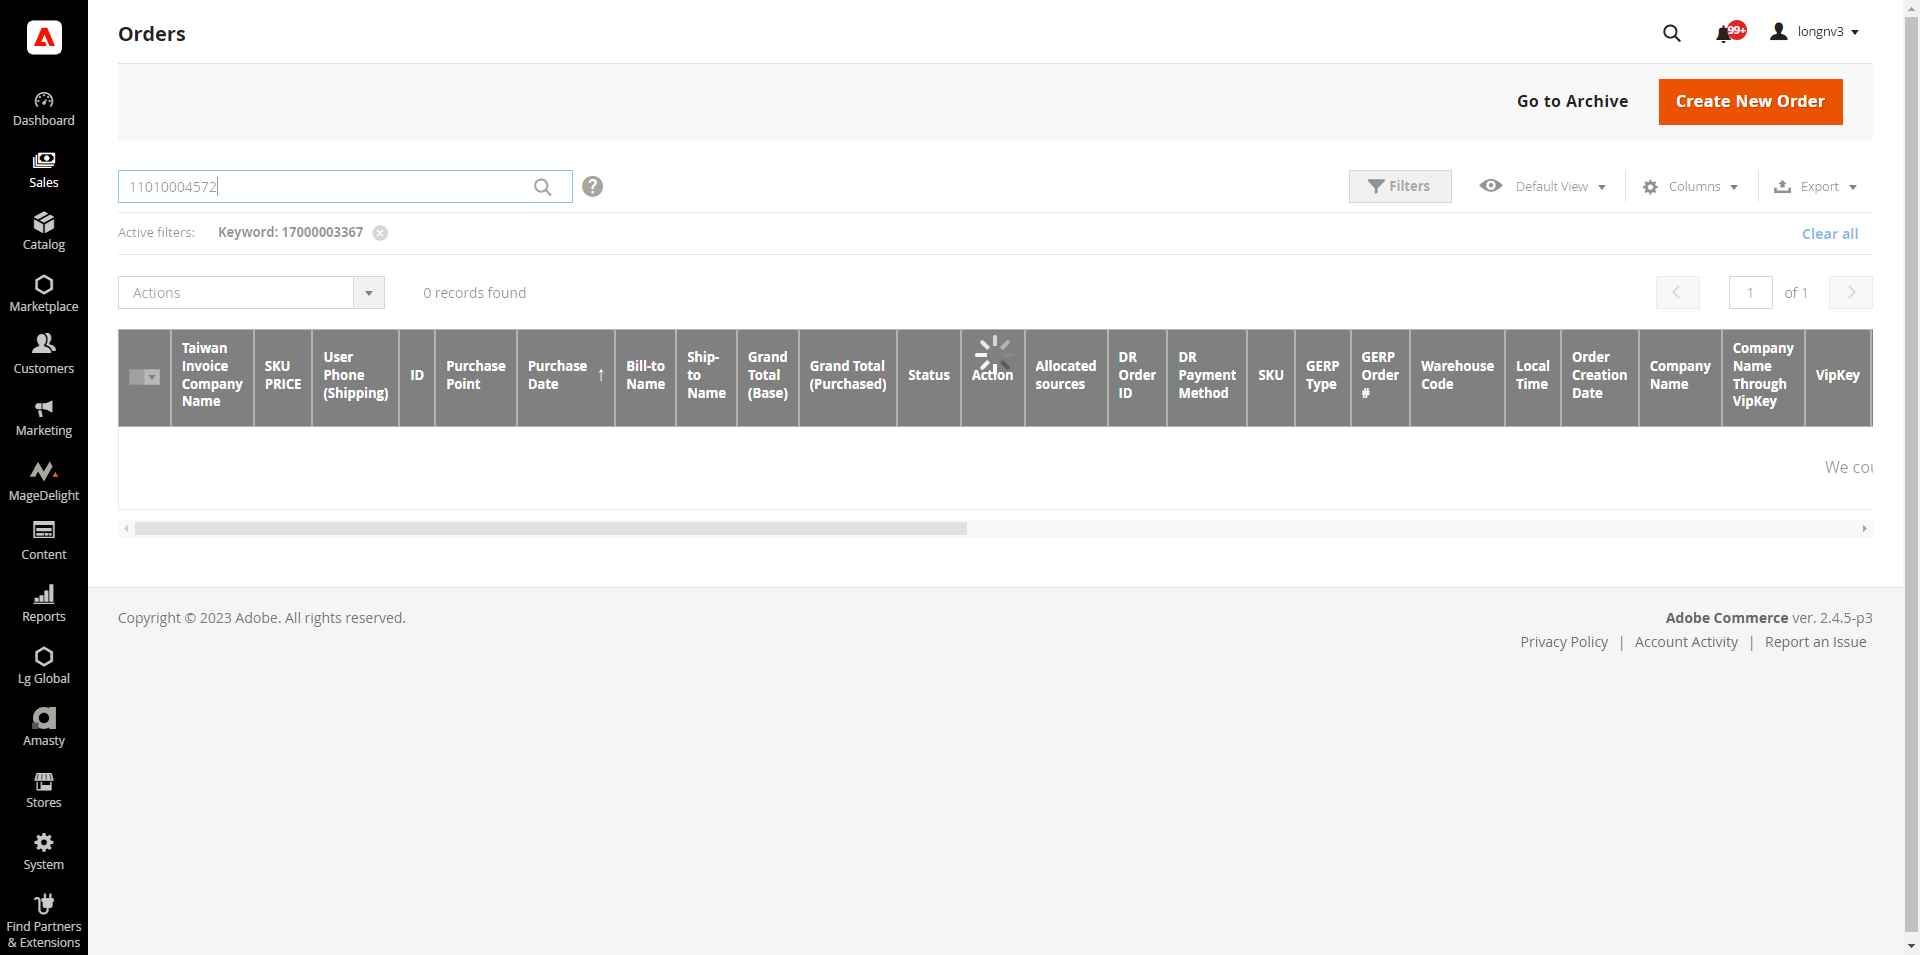 Orders
99+
longnv3
Go to Archive
Create New Order
11010004572
?
Filters
Default View
Columns
Export
Active filters:
Keyword: 17000003367
Clear all
Actions
0 records found
1
of 1
Taiwan
Invoice
Company
Name
SKU
PRICE
User
Phone
(Shipping)
ID
Purchase
Point
Purchase
Date
↑
Bill-to
Name
Ship-
to
Name
Grand
Total
(Base)
Grand Total
(Purchased)
Status
Action
Allocated
sources
DR
Order
ID
DR
Payment
Method
SKU
GERP
Type
GERP
Order
#
Warehouse
Code
Local
Time
Order
Creation
Date
Company
Name
Company
Name
Through
VipKey
VipKey
We cou
Copyright © 2023 Adobe. All rights reserved.
Adobe Commerce ver. 2.4.5-p3
Privacy Policy | Account Activity | Report an Issue
Dashboard
Sales
Catalog
Marketplace
Customers
Marketing
MageDelight
Content
Reports
Lg Global
Amasty
Stores
System
Find Partners
& Extensions